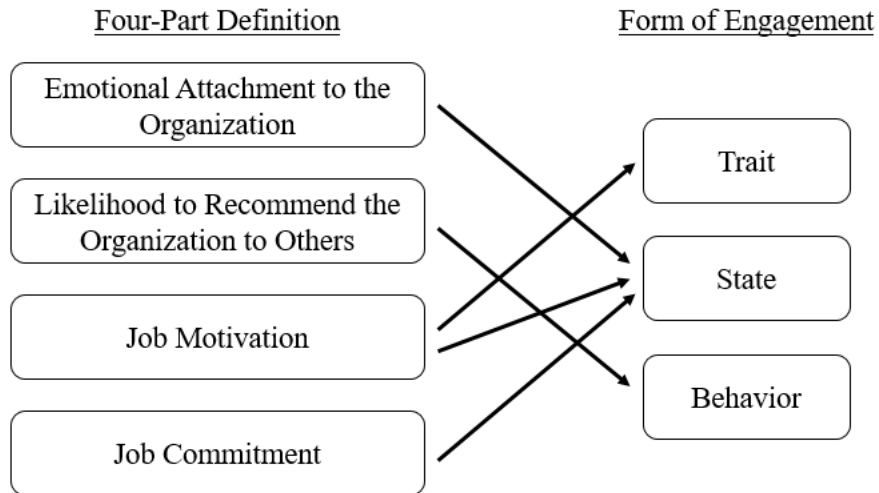 Four-Part Definition
Form of Engagement
Emotional Attachment to the
Organization
Likelihood to Recommend the
Organization to Others
Job Motivation
Job Commitment
Trait
State
Behavior